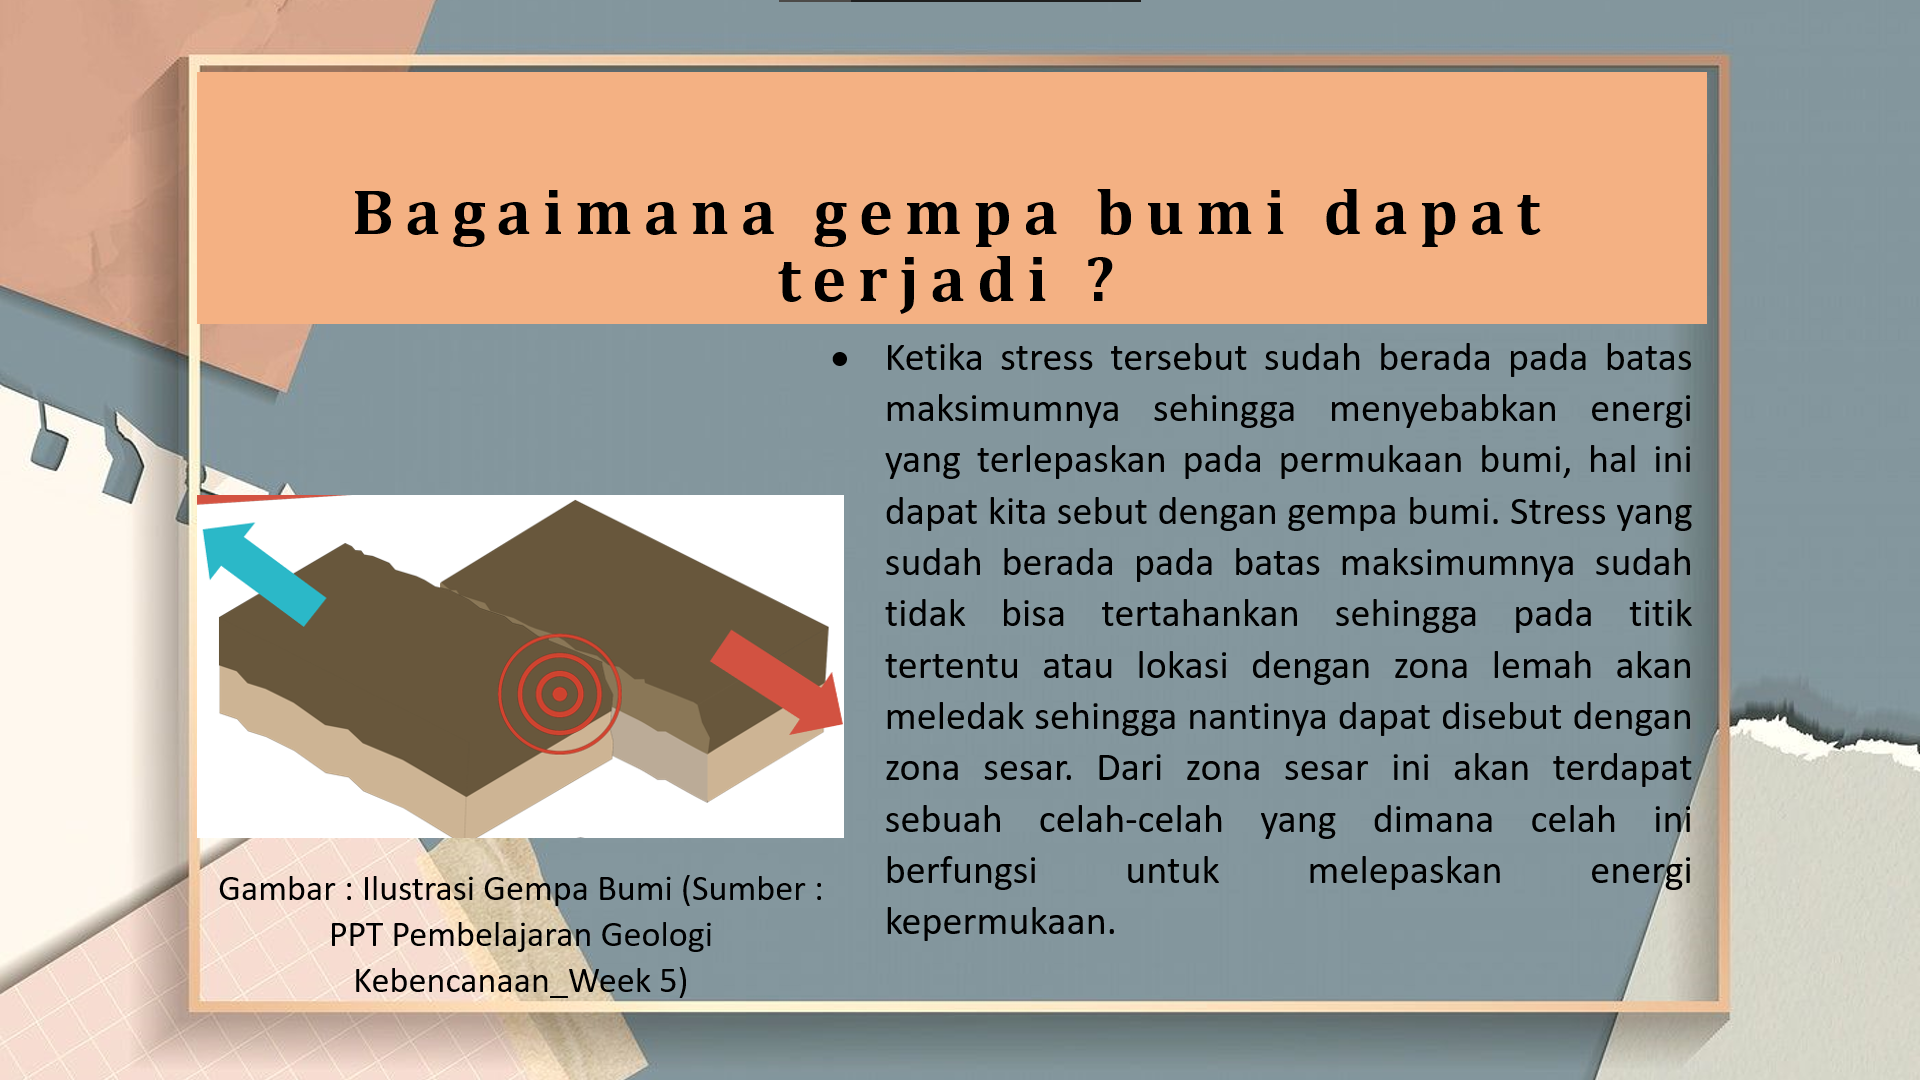 Bagaimana gempa bumi dapat
terjadi ?
• Ketika stress tersebut sudah berada pada batas
maksimumnya sehingga menyebabkan energi
yang terlepaskan pada permukaan bumi, hal ini
dapat kita sebut dengan gempa bumi. Stress yang
sudah berada pada batas maksimumnya sudah
tidak bisa tertahankan sehingga pada titik
tertentu atau lokasi dengan zona lemah akan
meledak sehingga nantinya dapat disebut dengan
zona sesar. Dari zona sesar ini akan terdapat
sebuah celah-celah yang dimana celah ini
berfungsi untuk melepaskan energi
kepermukaan.
Gambar : Ilustrasi Gempa Bumi (Sumber :
PPT Pembelajaran Geologi
Kebencanaan_Week 5)